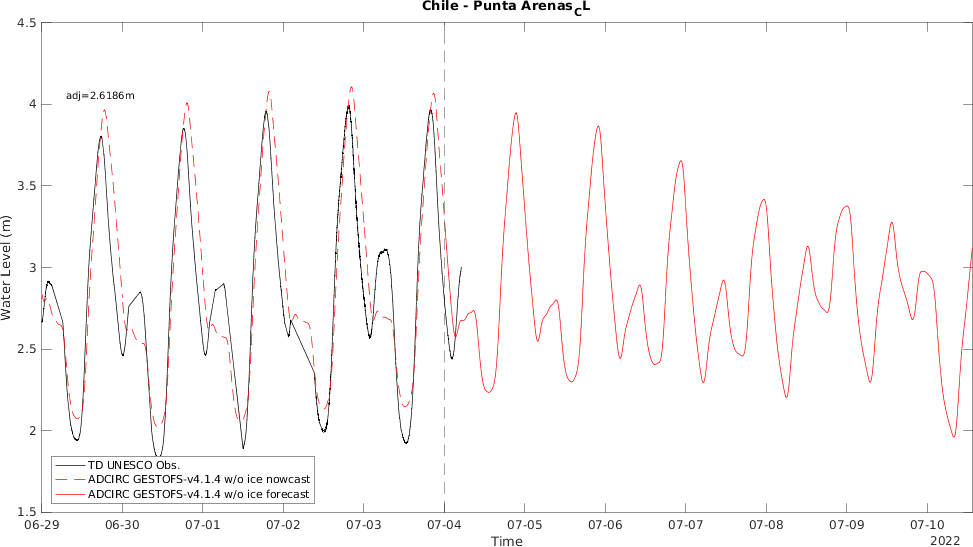 Chile - Punta Arenas_CL
4.5
adj=2.6186m
4
3.5
3
2.5
2
1.5
Water Level (m)
TD UNESCO Obs.
ADCIRC GESTOFS-v4.1.4 w/o ice nowcast
ADCIRC GESTOFS-v4.1.4 w/o ice forecast
06-29 06-30 07-01 07-02 07-03 07-04 07-05 07-06 07-07 07-08 07-09 07-10
Time
2022